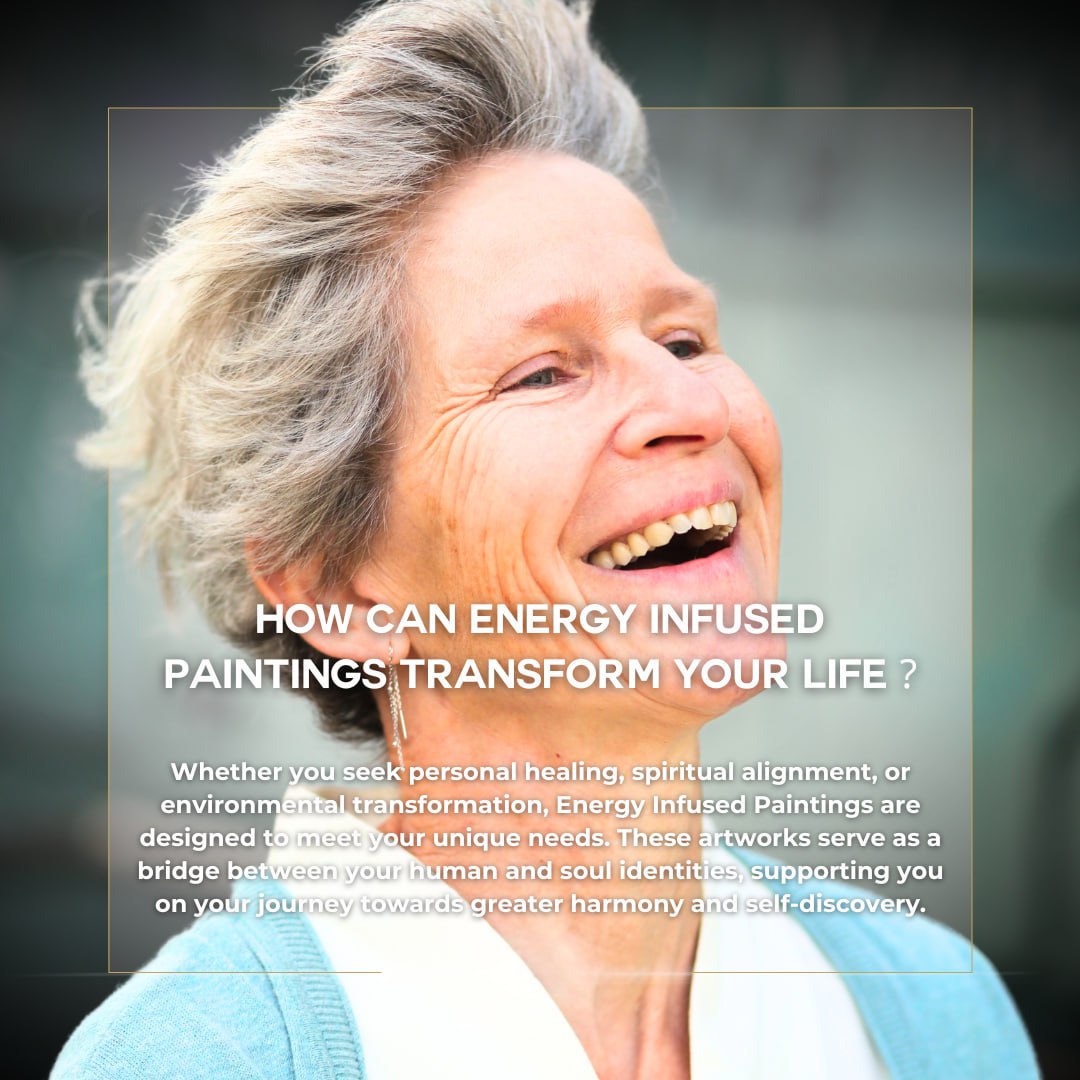 HOW CAN ENERGY INFUSED
PAINTINGS TRANSFORM YOUR LIFE ?
Whether you seek personal healing, spiritual alignment, or
environmental transformation, Energy Infused Paintings are
designed to meet your unique needs. These artworks serve as a
bridge between your human and soul identities, supporting you
on your journey towards greater harmony and self-discovery.